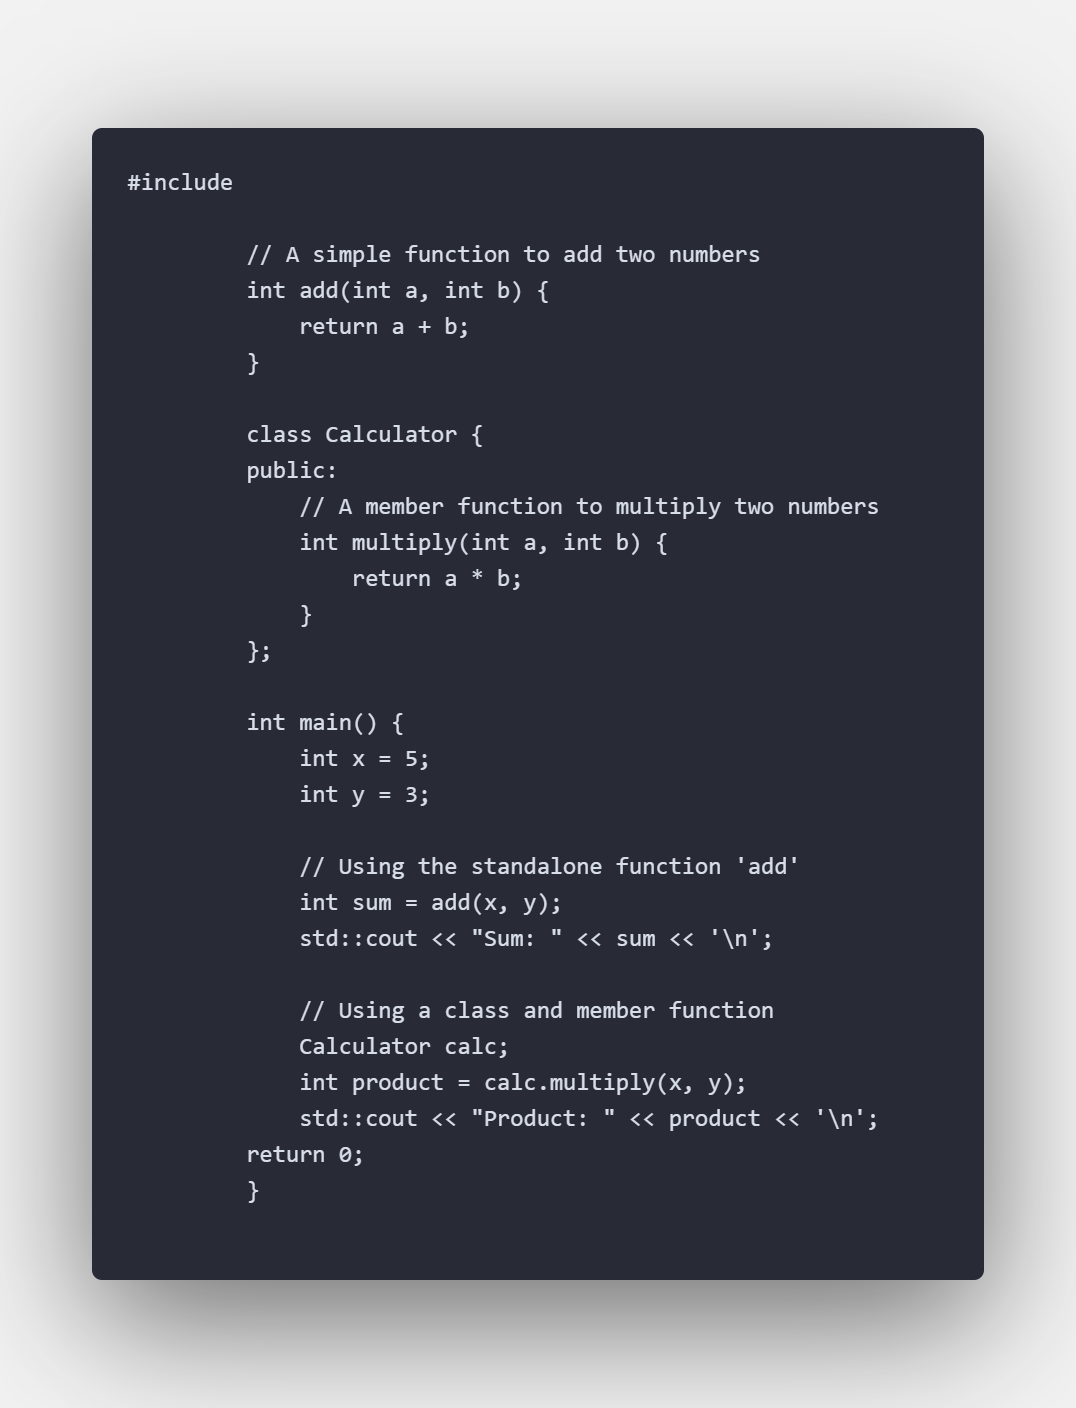 #include
// A simple function to add two numbers
int add(int a, int b) {
return a + b;
}
class Calculator {
public:
// A member function to multiply two numbers
int multiply(int a, int b) {
return a * b;
}
};
int main() {
int x = 5;
int y = 3;
// Using the standalone function 'add'
int sum = add(x, y);
std::cout << "Sum: " << sum << '\n';
// Using a class and member function
Calculator calc;
int product = calc.multiply(x, y);
std::cout << "Product: " << product << '\n';
return 0;
}